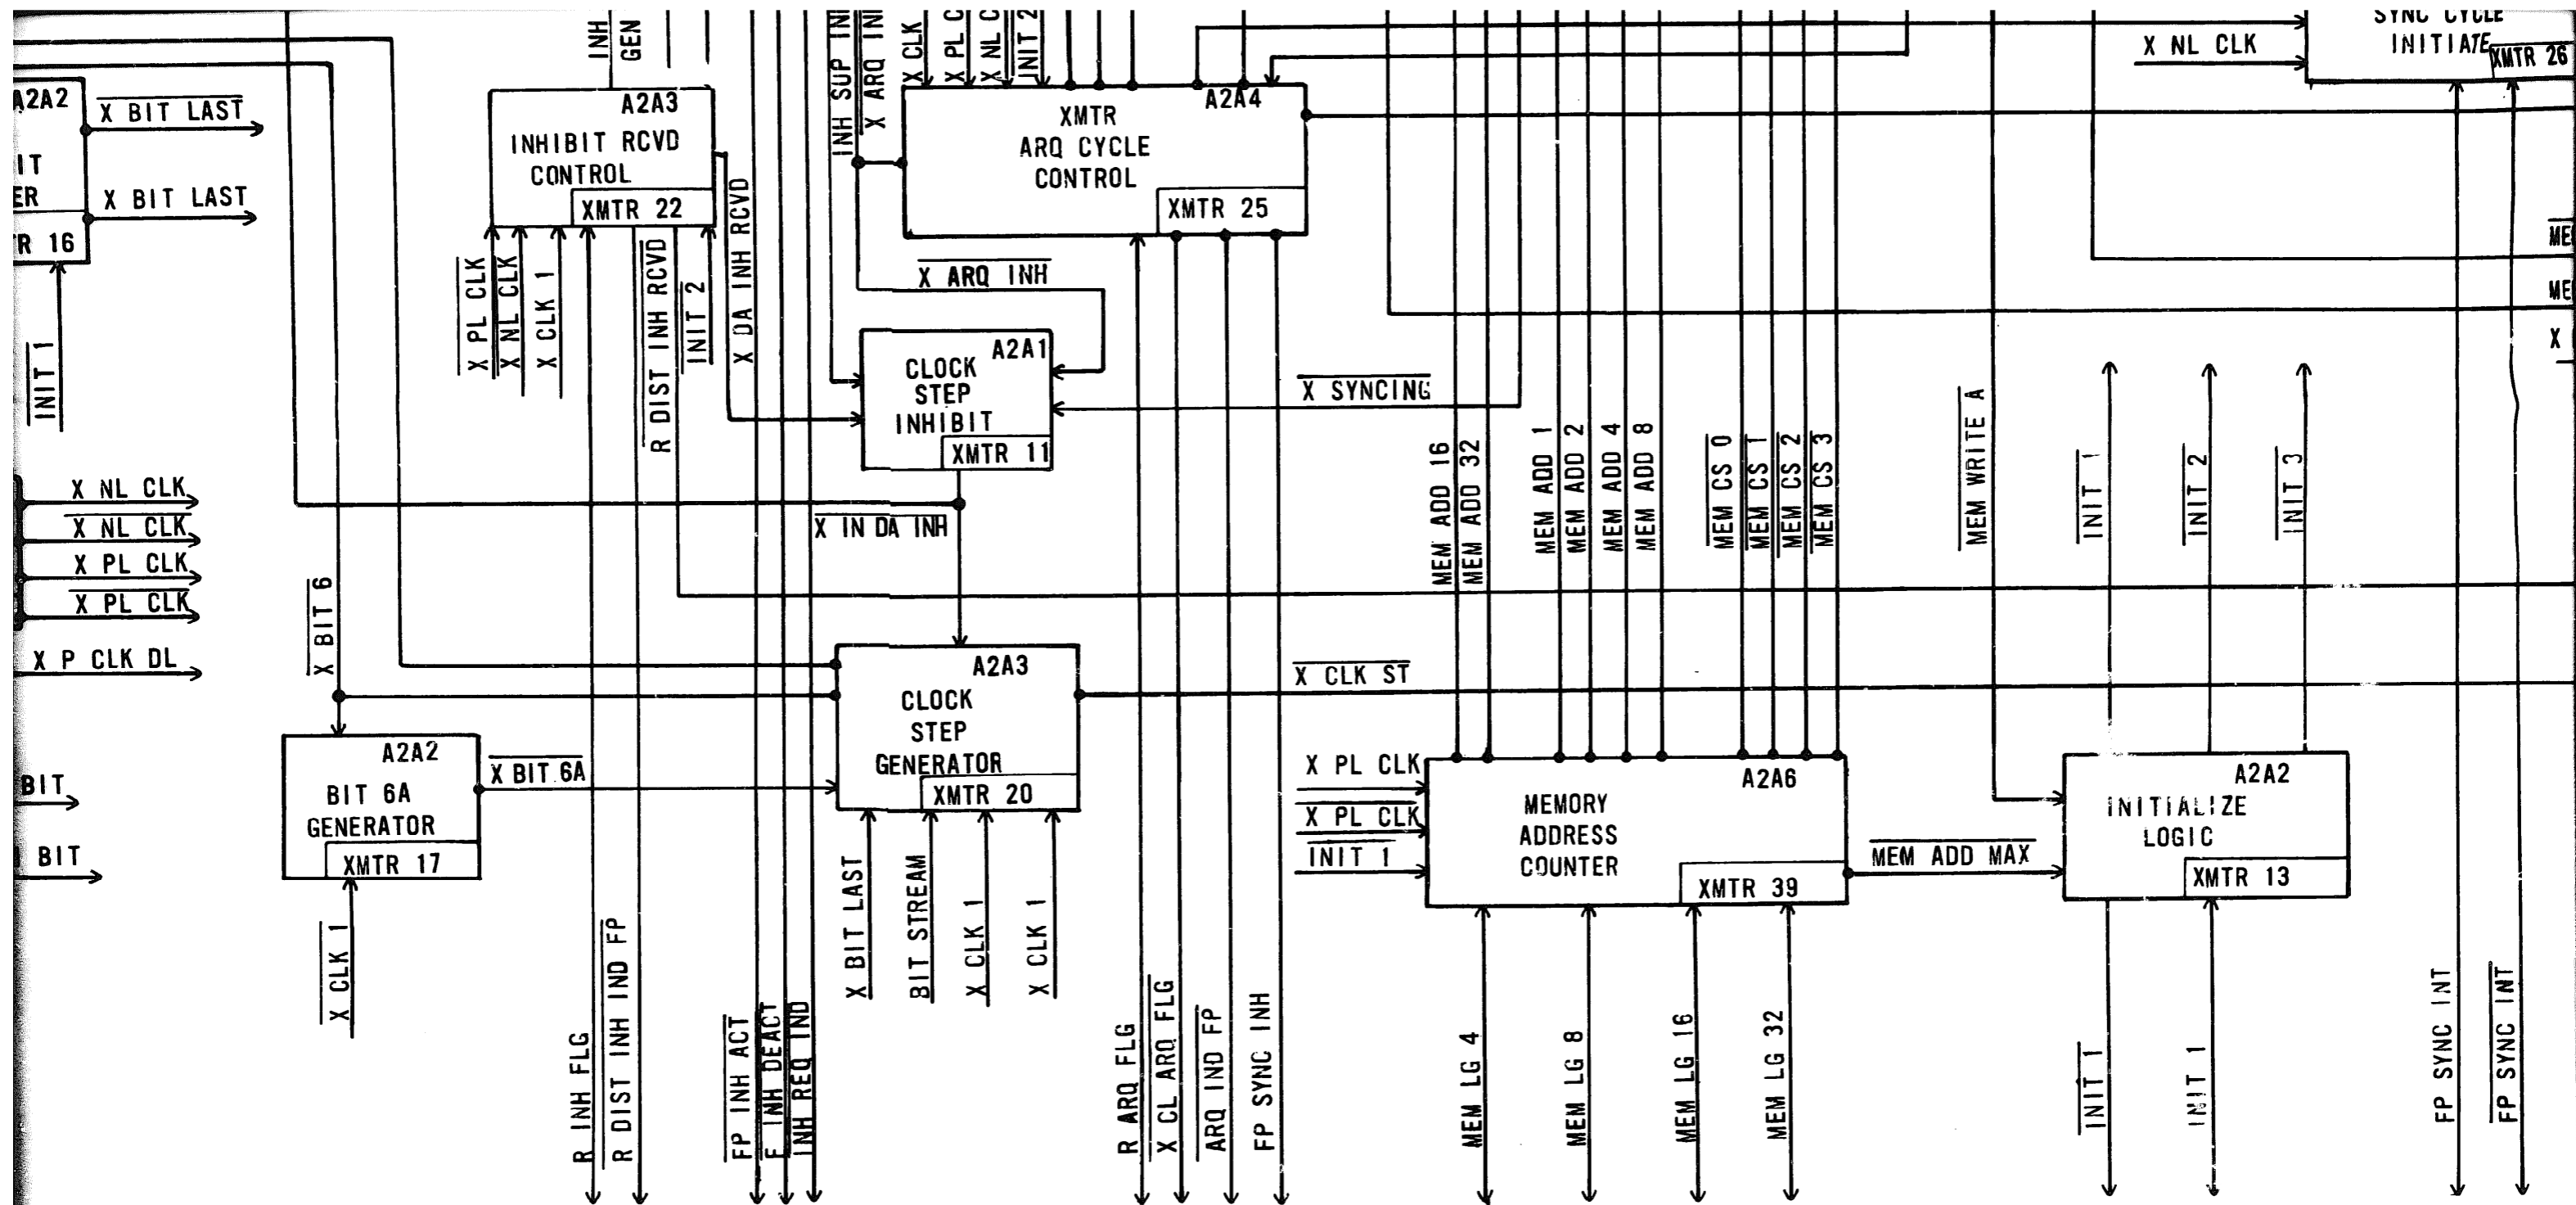 INH
GEN
INH SUP
X ARQ
X CLK
X PL C
X NL C
INIT 2
SYNC CYCLE
INITIATE
XMTR 26
X NL CLK
A2A2
X BIT LAST
X BIT LAST
16
INIT 1
A2A3
INHIBIT RCVD
CONTROL
XMTR 22
A2A4
XMTR
ARQ CYCLE
CONTROL
XMTR 25
X PL CLK
X NL CLK
X CLK 1
R DIST INH RCVD
INIT 2
X DA INH RCVD
X ARQ INH
A2A1
CLOCK
STEP
INHIBIT
XMTR 11
X SYNCING
X IN DA INH
X NL CLK
X NL CLK
X PL CLK
X PL CLK
X P CLK DL
X BIT 6
MEM ADD 16
MEM ADD 32
MEM ADD 1
MEM ADD 2
MEM ADD 4
MEM ADD 8
MEM CS 0
MEM CS 1
MEM CS 2
MEM CS 3
MEM WRITE A
INIT 1
INIT 2
INIT 3
ME
ME
X
BIT
BIT
A2A2
BIT 6A
GENERATOR
XMTR 17
X BIT 6A
X CLK 1
A2A3
CLOCK
STEP
GENERATOR
XMTR 20
X CLK ST
X BIT LAST
BIT STREAM
X CLK 1
X CLK 1
X PL CLK
X PL CLK
INIT 1
A2A6
MEMORY
ADDRESS
COUNTER
XMTR 39
MEM ADD MAX
A2A2
INITIALIZE
LOGIC
XMTR 13
R INH FLG
R DIST INH IND FP
FP INH ACT
F INH DEACT
INH REQ IND
R ARQ FLG
X CL ARQ FLG
ARQ IND FP
FP SYNC INH
MEM LG 4
MEM LG 8
MEM LG 16
MEM LG 32
INIT 1
INIT 1
FP SYNC INT
FP SYNC INT